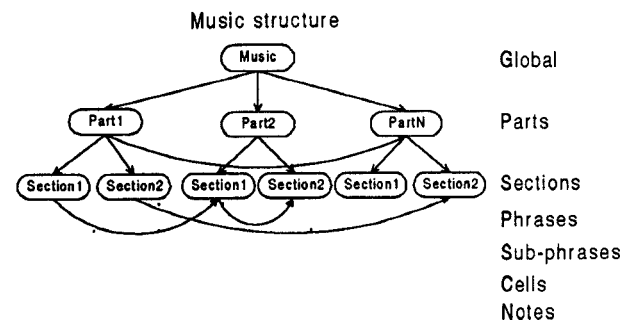 Music structure
Music
Global
Part1
Part2
PartN
Parts
Section1
Section2
Section1
Section2
Section1
Section2
Sections
Phrases
Sub-phrases
Cells
Notes